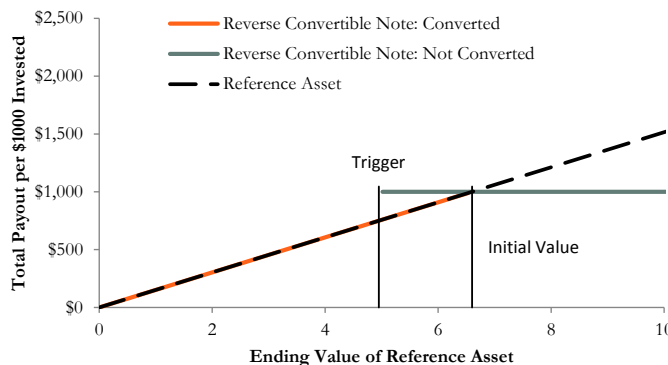 $2,500
Reverse Convertible Note: Converted
$2,000
Reverse Convertible Note: Not Converted
Reference Asset
$1,500
Trigger
$1,000
Initial Value
$500
$0
0 2 4 6 8 10
Ending Value of Reference Asset
Total Payout per $1000 Invested